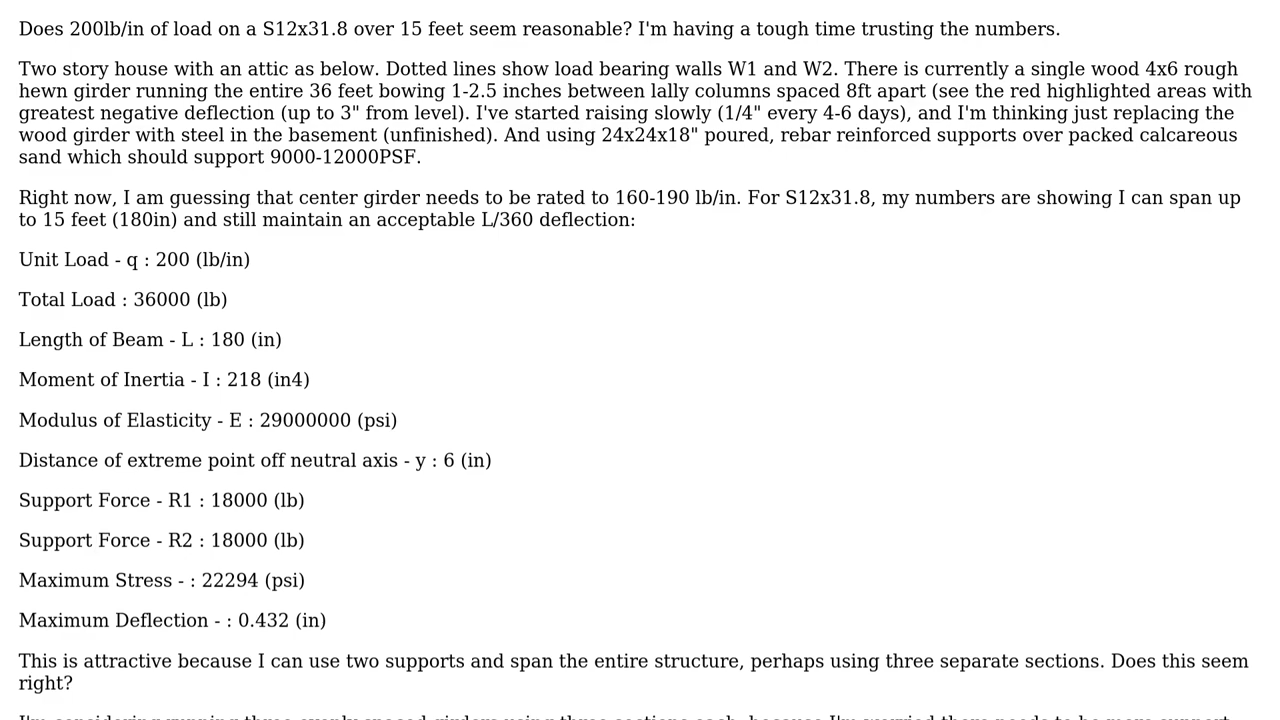 Does 200lb/in of load on a S12x31.8 over 15 feet seem reasonable? I'm having a tough time trusting the numbers.
Two story house with an attic as below. Dotted lines show load bearing walls W1 and W2. There is currently a single wood 4x6 rough
hewn girder running the entire 36 feet bowing 1-2.5 inches between lally columns spaced 8ft apart (see the red highlighted areas with
greatest negative deflection (up to 3" from level). I've started raising slowly (1/4" every 4-6 days), and I'm thinking just replacing the
wood girder with steel in the basement (unfinished). And using 24x24x18" poured, rebar reinforced supports over packed calcareous
sand which should support 9000-12000PSF.
Right now, I am guessing that center girder needs to be rated to 160-190 lb/in. For S12x31.8, my numbers are showing I can span up
to 15 feet (180in) and still maintain an acceptable L/360 deflection:
Unit Load - q : 200 (lb/in)
Total Load : 36000 (lb)
Length of Beam - L : 180 (in)
Moment of Inertia - I : 218 (in4)
Modulus of Elasticity - E : 29000000 (psi)
Distance of extreme point off neutral axis - y : 6 (in)
Support Force - R1 : 18000 (lb)
Support Force - R2 : 18000 (lb)
Maximum Stress - : 22294 (psi)
Maximum Deflection - : 0.432 (in)
This is attractive because I can use two supports and span the entire structure, perhaps using three separate sections. Does this seem
right?